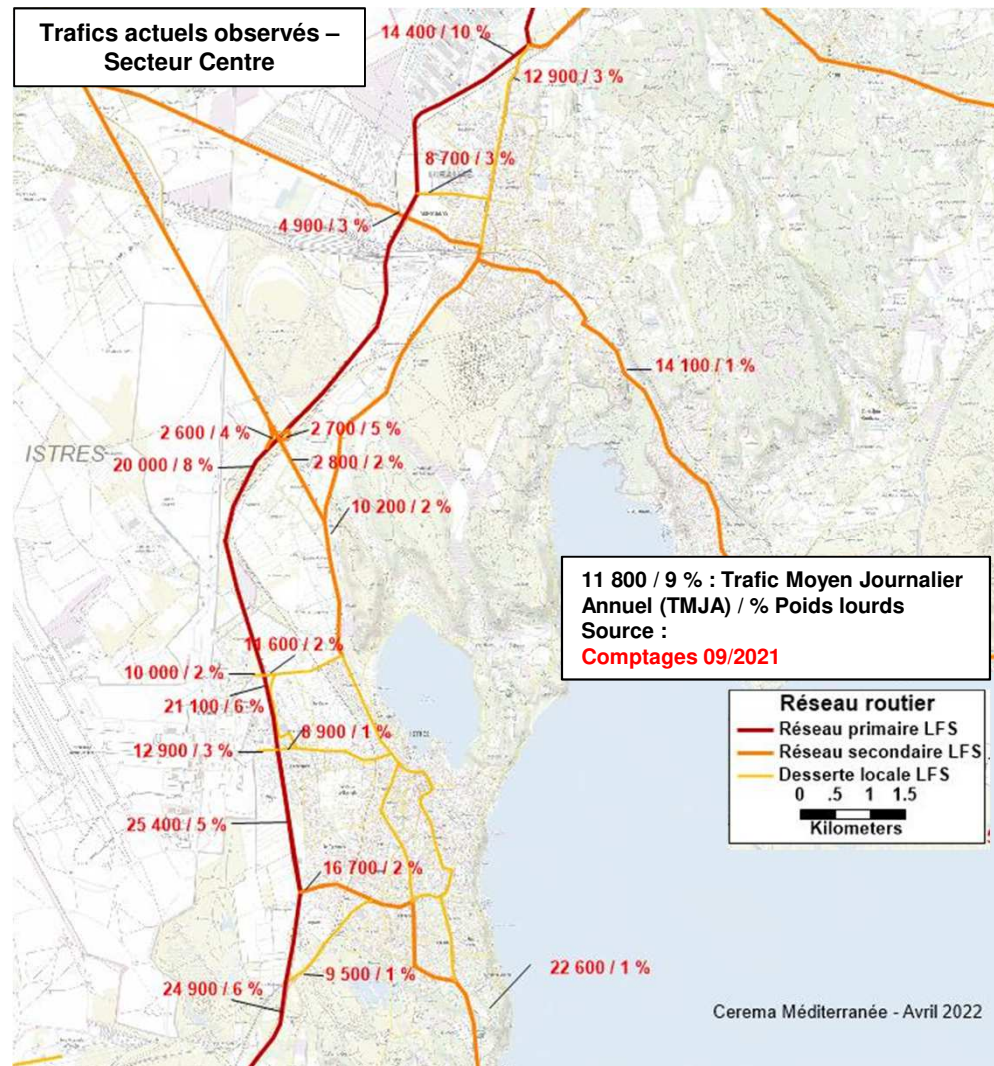 Trafics actuels observés –
Secteur Centre
14 400 / 10 %
12 900 / 3 %
8 700 / 3 %
4 900 / 3 %
14 100 / 1 %
2 600 / 4 %
2 700 / 5 %
ISTRES
20 000 / 8 %
2 800 / 2 %
10 200 / 2 %
11 800 / 9 % : Trafic Moyen Journalier
Annuel (TMJA) / % Poids lourds
Source :
Comptages 09/2021
11 600 / 2 %
10 000 / 2 %
21 100 / 6 %
8 900 / 1 %
12 900 / 3 %
Réseau routier
Réseau primaire LFS
Réseau secondaire LFS
Desserte locale LFS
0 .5 1 1.5
Kilometers
25 400 / 5 %
16 700 / 2 %
9 500 / 1 %
22 600 / 1 %
24 900 / 6 %
Cerema Méditerranée - Avril 2022